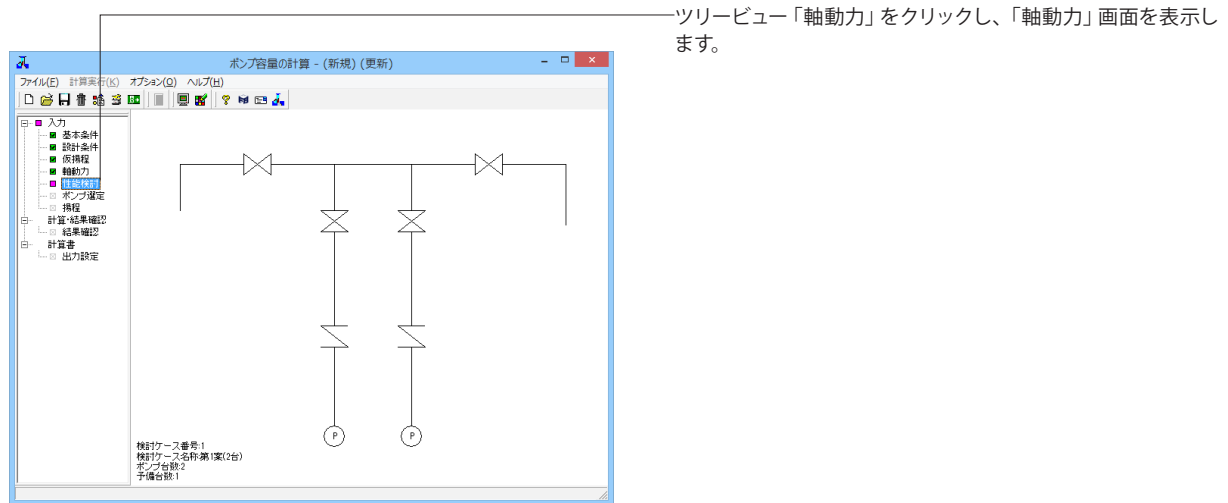 ツリービュー「軸動力」をクリックし、「軸動力」画面を表示し
ます。
ポンプ容量の計算 - (新規) (更新)
ファイル(F) 計算実行(K) オプション(O) ヘルプ(H)
入力
基本条件
設計条件
仮揚程
軸動力
性能検討
ポンプ選定
揚程
計算・結果確認
結果確認
計算書
出力設定
P P
検討ケース番号:1
検討ケース名称:第1案(2台)
ポンプ台数:2
予備台数:1